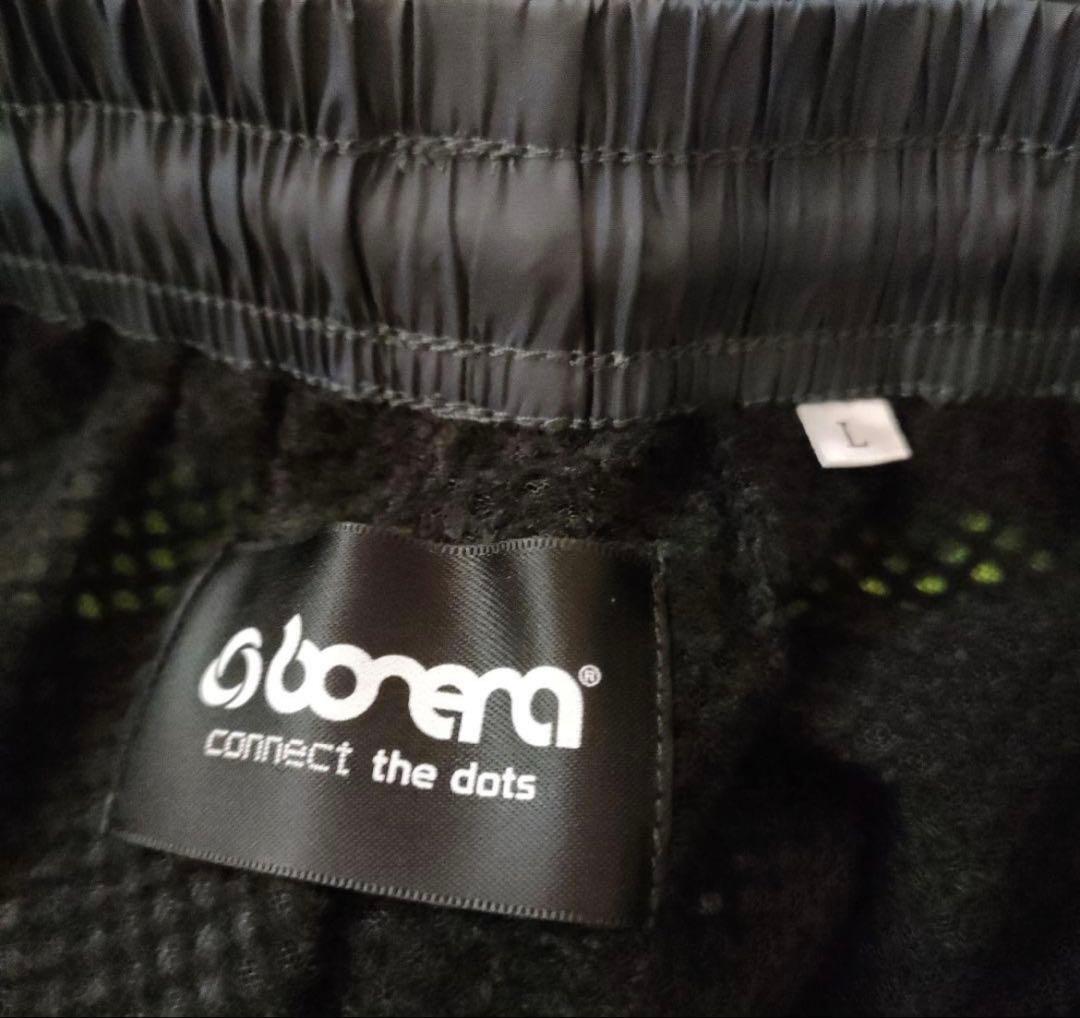 L
bonera®
connect the dots